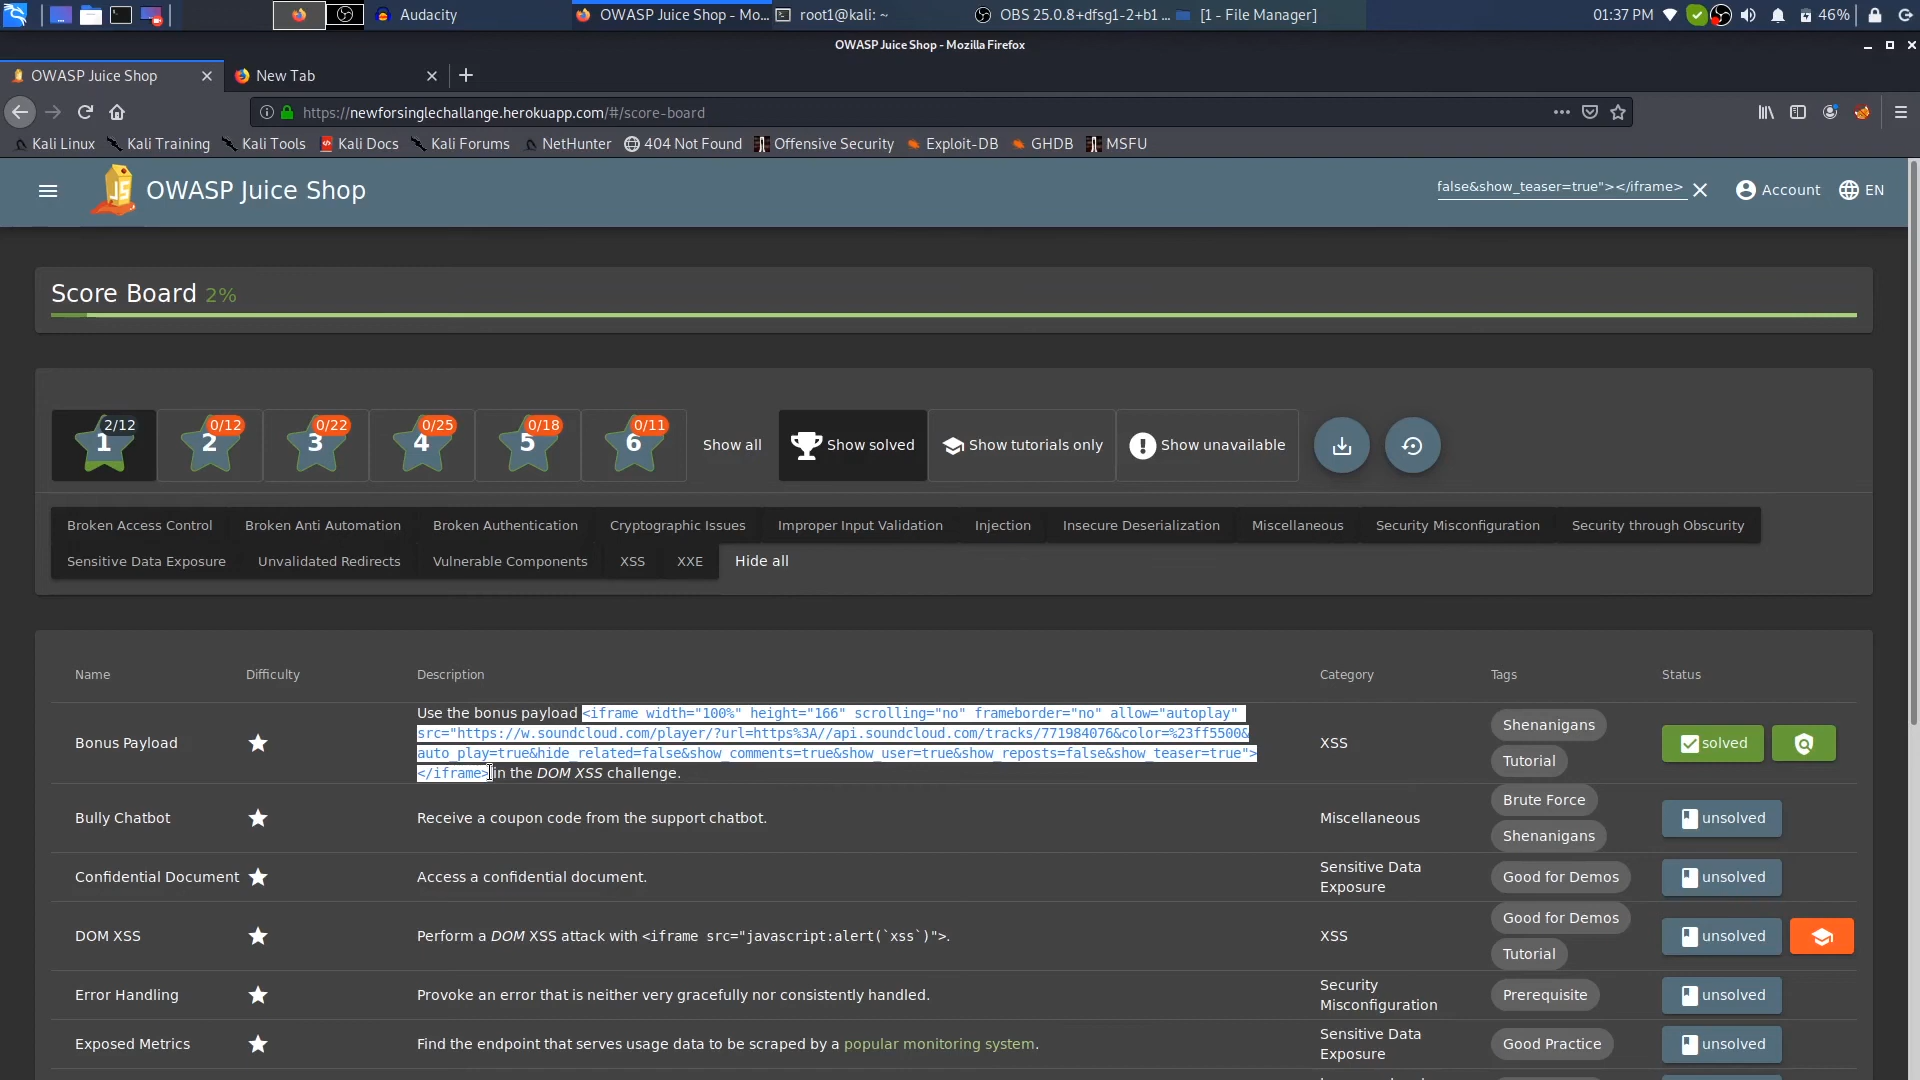 Audacity
OWASP Juice Shop - Mo...
root1@kali: ~
OBS 25.0.8+dfsg1-2+b1 ...
[1 - File Manager]
01:37 PM
46%
OWASP Juice Shop - Mozilla Firefox
OWASP Juice Shop
New Tab
https://newforsinglechallange.herokuapp.com/#/score-board
Kali Linux
Kali Training
Kali Tools
Kali Docs
Kali Forums
NetHunter
404 Not Found
Offensive Security
Exploit-DB
GHDB
MSFU
OWASP Juice Shop
false&show_teaser=true"></iframe>
Account
EN
Score Board 2%
2/12
1
0/12
2
0/22
3
0/25
4
0/18
5
0/11
6
Show all
Show solved
Show tutorials only
Show unavailable
Broken Access Control
Broken Anti Automation
Broken Authentication
Cryptographic Issues
Improper Input Validation
Injection
Insecure Deserialization
Miscellaneous
Security Misconfiguration
Security through Obscurity
Sensitive Data Exposure
Unvalidated Redirects
Vulnerable Components
XSS
XXE
Hide all
Name
Difficulty
Description
Category
Tags
Status
Bonus Payload
Use the bonus payload <iframe width="100%" height="166" scrolling="no" frameborder="no" allow="autoplay"
src="https://w.soundcloud.com/player/?url=https%3A//api.soundcloud.com/tracks/771984076&color=%23ff5500&
auto_play=true&hide_related=false&show_comments=true&show_user=true&show_reposts=false&show_teaser=true">
</iframe> in the DOM XSS challenge.
XSS
Shenanigans
Tutorial
solved
Bully Chatbot
Receive a coupon code from the support chatbot.
Miscellaneous
Brute Force
Shenanigans
unsolved
Confidential Document
Access a confidential document.
Sensitive Data
Exposure
Good for Demos
unsolved
DOM XSS
Perform a DOM XSS attack with <iframe src="javascript:alert(`xss`)">.
XSS
Good for Demos
Tutorial
unsolved
Error Handling
Provoke an error that is neither very gracefully nor consistently handled.
Security
Misconfiguration
Prerequisite
unsolved
Exposed Metrics
Find the endpoint that serves usage data to be scraped by a popular monitoring system.
Sensitive Data
Exposure
Good Practice
unsolved